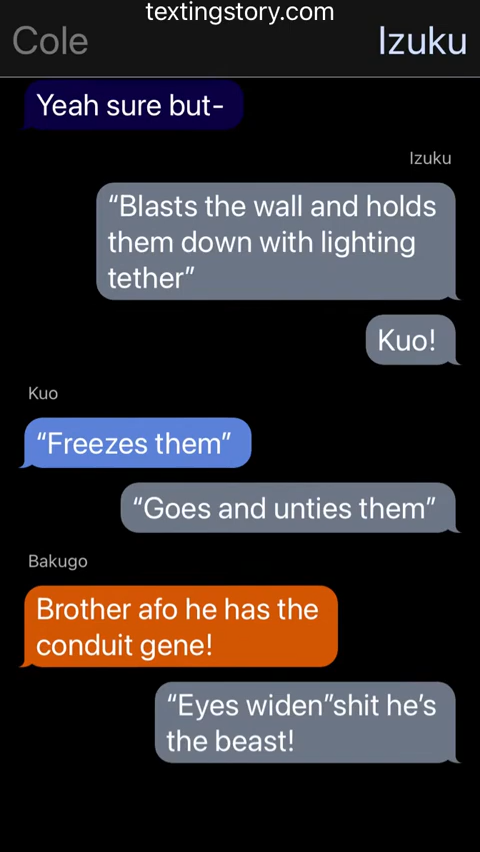 textingstory.com
Cole
Izuku
Yeah sure but-
Izuku
“Blasts the wall and holds
them down with lighting
tether”
Kuo!
Kuo
“Freezes them”
“Goes and unties them”
Bakugo
Brother afo he has the
conduit gene!
“Eyes widen”shit he’s
the beast!